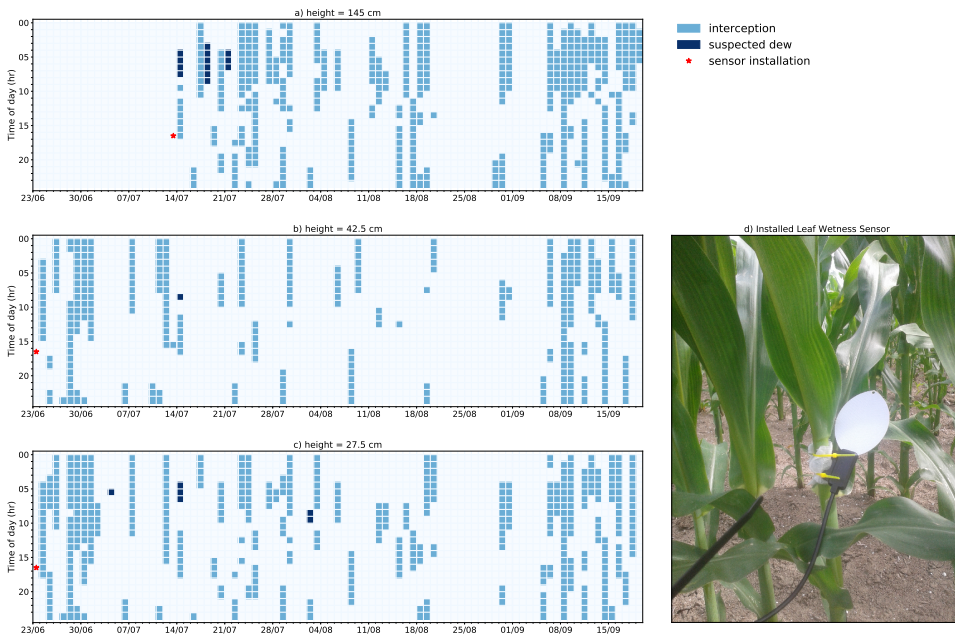 a) height = 145 cm
Time of day (hr)
00
05
10
15
20
23/06 30/06 07/07 14/07 21/07 28/07 04/08 11/08 18/08 25/08 01/09 08/09 15/09
interception
suspected dew
sensor installation
b) height = 42.5 cm
Time of day (hr)
00
05
10
15
20
23/06 30/06 07/07 14/07 21/07 28/07 04/08 11/08 18/08 25/08 01/09 08/09 15/09
c) height = 27.5 cm
Time of day (hr)
00
05
10
15
20
23/06 30/06 07/07 14/07 21/07 28/07 04/08 11/08 18/08 25/08 01/09 08/09 15/09
d) Installed Leaf Wetness Sensor